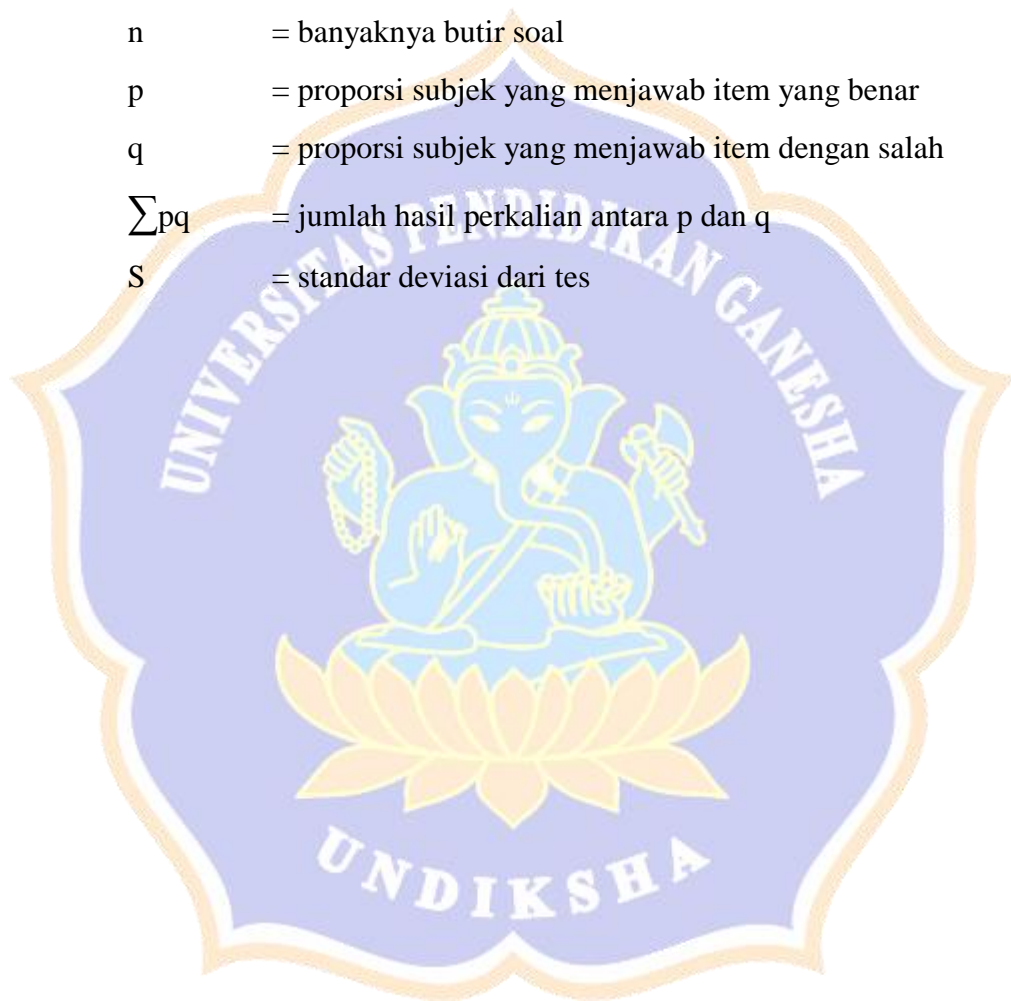 n = banyaknya butir soal
p = proporsi subjek yang menjawab item yang benar
q = proporsi subjek yang menjawab item dengan salah
∑pq = jumlah hasil perkalian antara p dan q
S = standar deviasi dari tes
UNIVERSITAS PENDIDIKAN GANESHA
UNDIKSHA